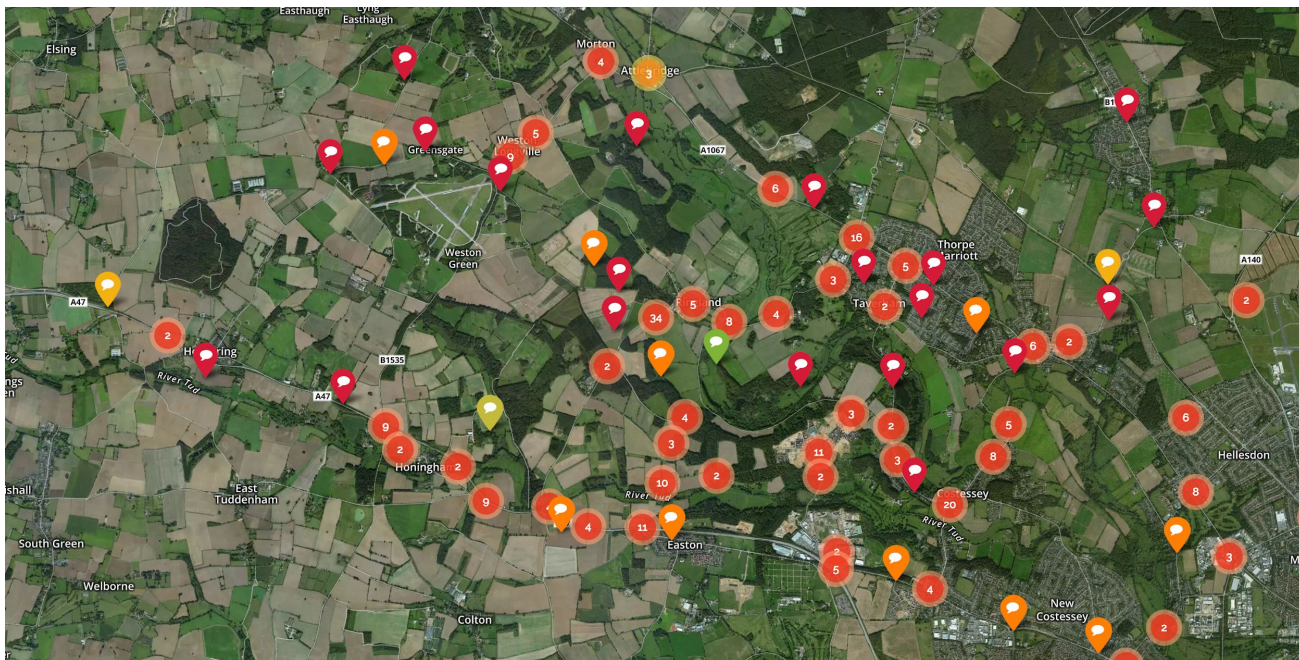 Easthaugh
Lyng
Easthaugh
Elsing
Morton
4
3
B1
5
Greensgate
9
A1067
6
Weston
Green
16
Thorpe
Marriott
5
A140
3
A47
Taverham
2
2
5
34
8
4
2
Hockering
6
2
2
B1535
River Tud
A47
4
3
2
5
6
9
3
2
Honingham
2
11
3
8
Hellesdon
10
2
2
East
Tuddenham
9
River Tud
8
Costessey
20
River Tud
4
11
South Green
Easton
2
5
3
Welborne
4
New
Costessey
Colton
2